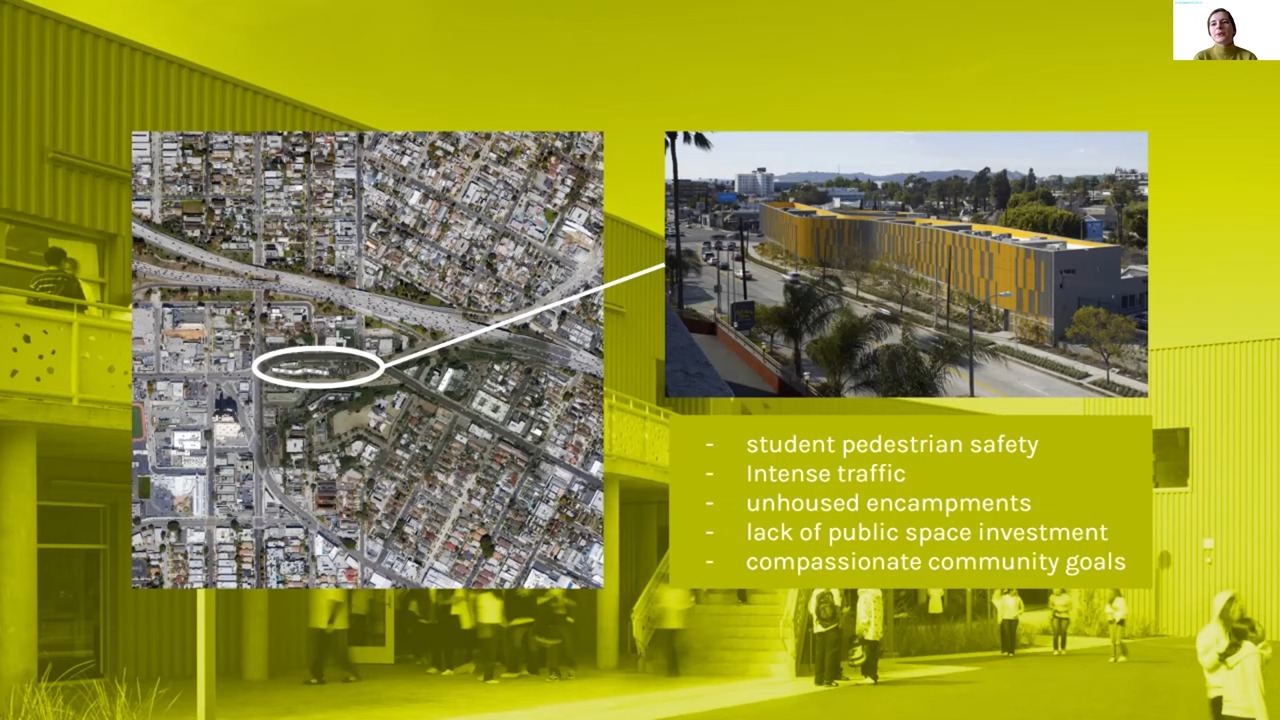 - student pedestrian safety
- Intense traffic
- unhoused encampments
- lack of public space investment
- compassionate community goals